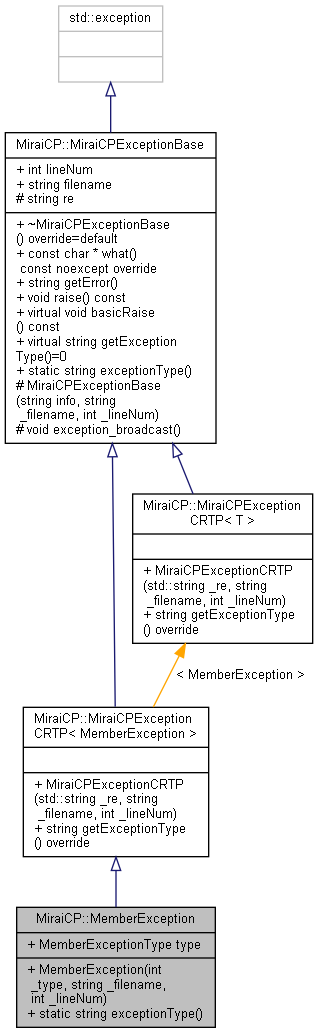 std::exception
MiraiCP::MiraiCPExceptionBase
+ int lineNum
+ string filename
# string re
+ ~MiraiCPExceptionBase
() override=default
+ const char * what()
const noexcept override
+ string getError()
+ void raise() const
+ virtual void basicRaise
() const
+ virtual string getException
Type()=0
+ static string exceptionType()
# MiraiCPExceptionBase
(string info, string
_filename, int _lineNum)
# void exception_broadcast()
MiraiCP::MiraiCPException
CRTP< T >
+ MiraiCPExceptionCRTP
(std::string _re, string
_filename, int _lineNum)
+ string getExceptionType
() override
< MemberException >
MiraiCP::MiraiCPException
CRTP< MemberException >
+ MiraiCPExceptionCRTP
(std::string _re, string
_filename, int _lineNum)
+ string getExceptionType
() override
MiraiCP::MemberException
+ MemberExceptionType type
+ MemberException(int
_type, string _filename,
int _lineNum)
+ static string exceptionType()